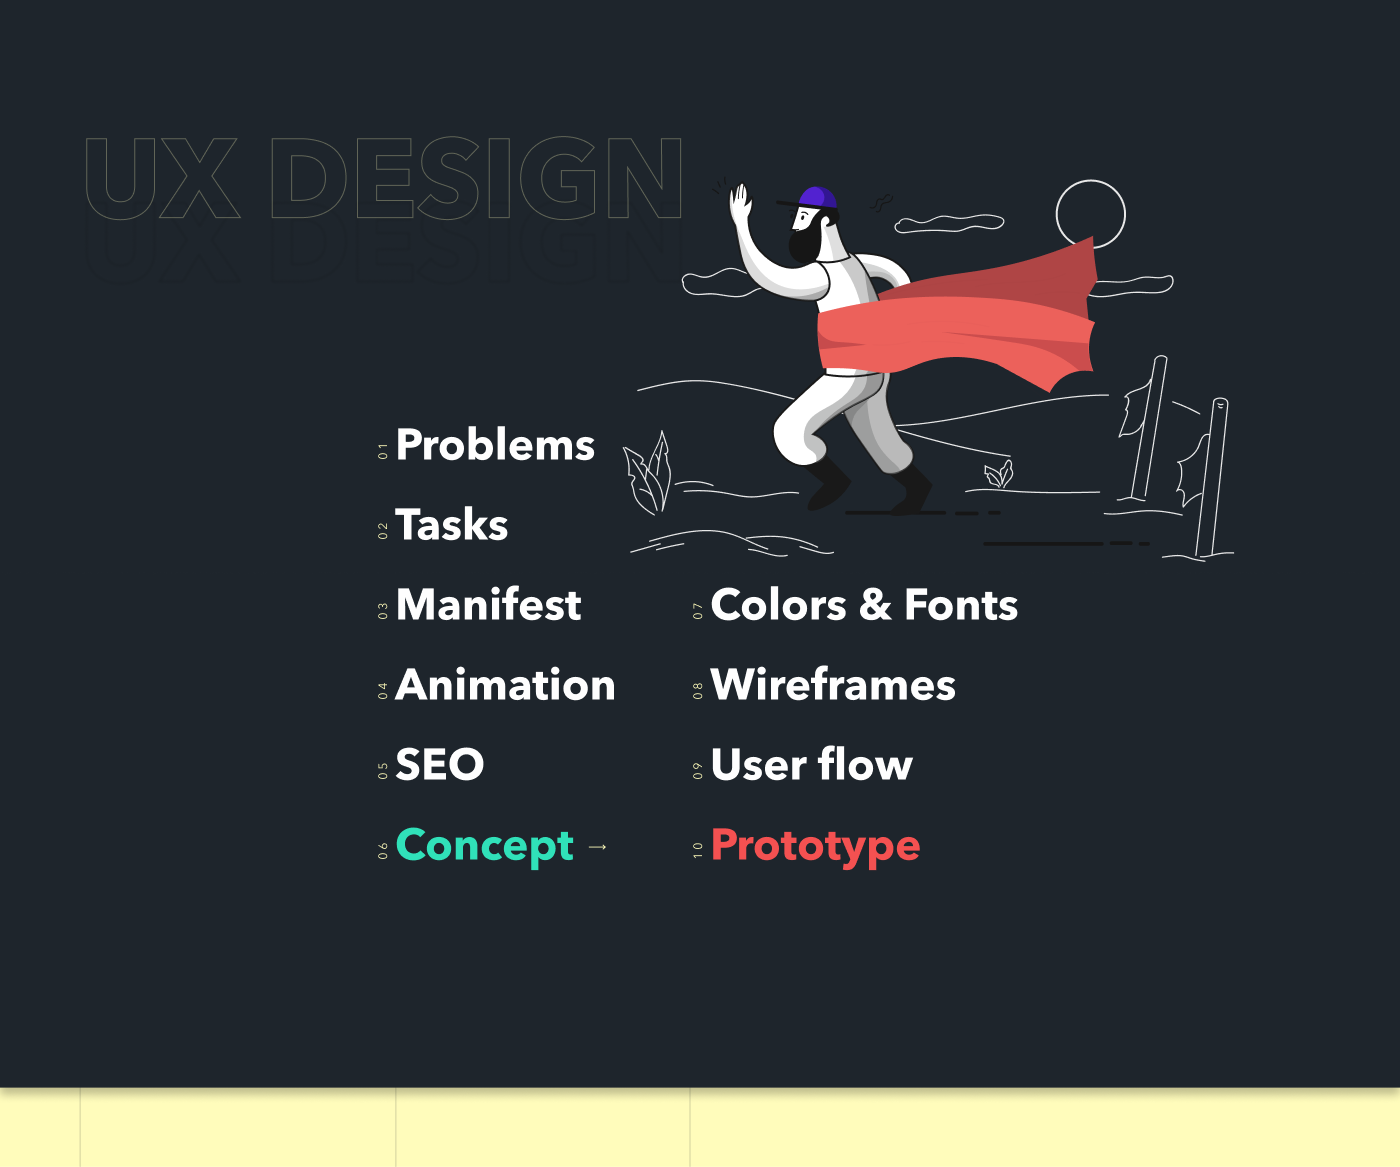 UX DESIGN
UX DESIGN
01 Problems
02 Tasks
03 Manifest
04 Animation
05 SEO
06 Concept →
07 Colors & Fonts
08 Wireframes
09 User flow
10 Prototype